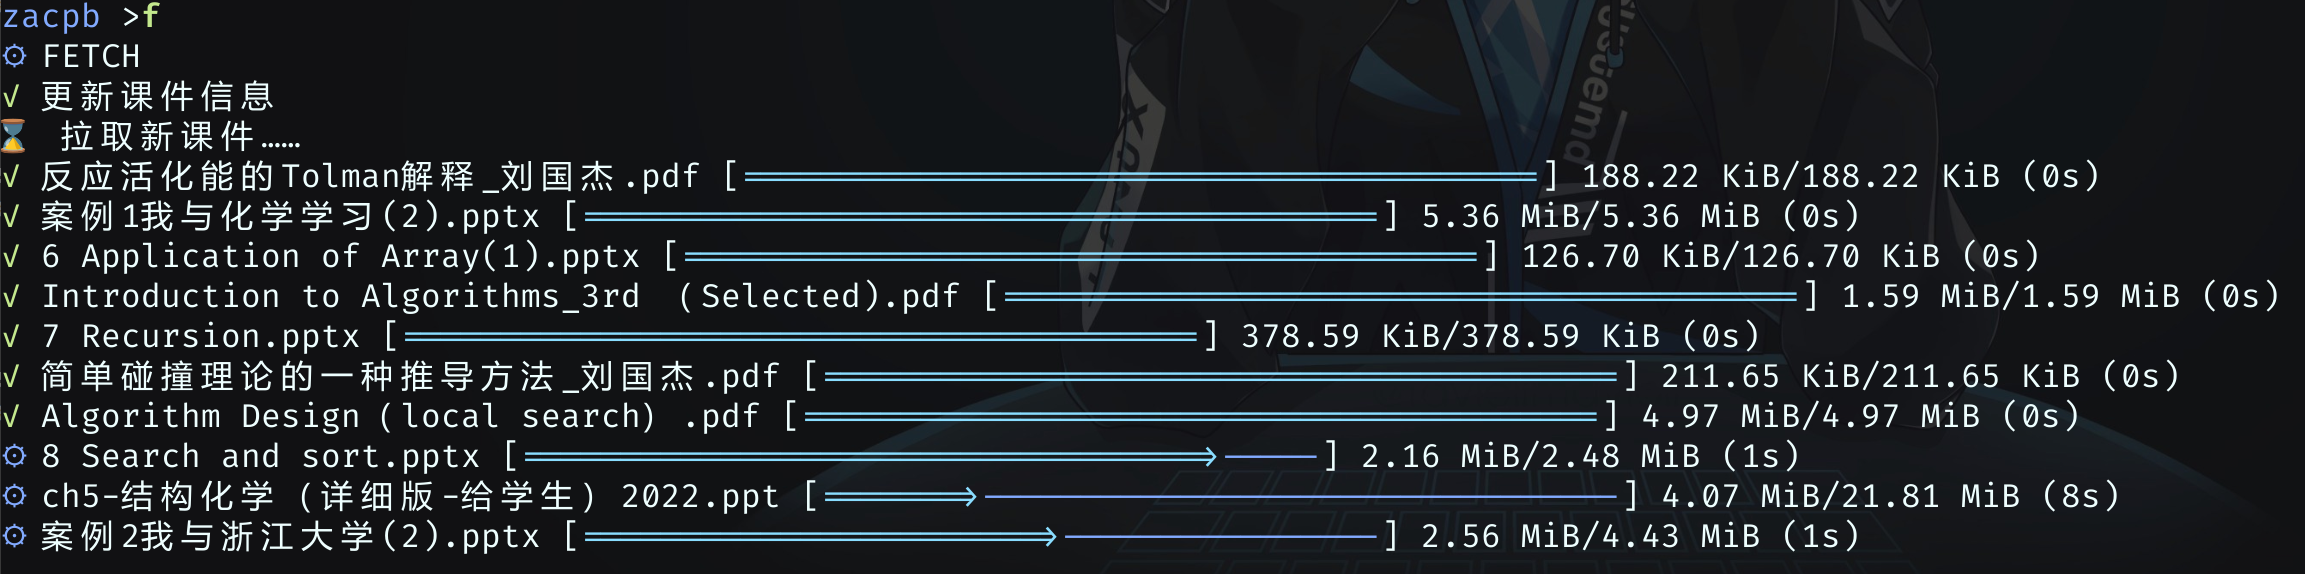 zacpb >f
⚙ FETCH
√ 更新课件信息
⌛ 拉取新课件……
√ 反应活化能的Tolman解释_刘国杰.pdf [========================================] 188.22 KiB/188.22 KiB (0s)
√ 案例1我与化学学习(2).pptx [========================================] 5.36 MiB/5.36 MiB (0s)
√ 6 Application of Array(1).pptx [========================================] 126.70 KiB/126.70 KiB (0s)
√ Introduction to Algorithms_3rd （Selected).pdf [========================================] 1.59 MiB/1.59 MiB (0s)
√ 7 Recursion.pptx [========================================] 378.59 KiB/378.59 KiB (0s)
√ 简单碰撞理论的一种推导方法_刘国杰.pdf [========================================] 211.65 KiB/211.65 KiB (0s)
√ Algorithm Design（local search) .pdf [========================================] 4.97 MiB/4.97 MiB (0s)
⚙ 8 Search and sort.pptx [==================================>-----] 2.16 MiB/2.48 MiB (1s)
⚙ ch5-结构化学（详细版-给学生）2022.ppt [=======>--------------------------------] 4.07 MiB/21.81 MiB (8s)
⚙ 案例2我与浙江大学(2).pptx [=======================>----------------] 2.56 MiB/4.43 MiB (1s)